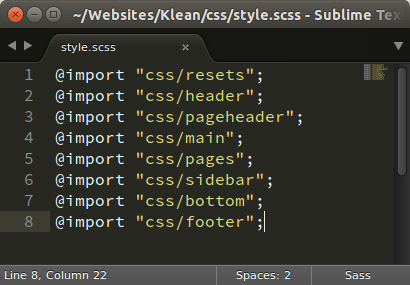 ~/Websites/Klean/css/style.scss - Sublime Tex
style.scss ×
1 @import "css/resets";
2 @import "css/header";
3 @import "css/pageheader";
4 @import "css/main";
5 @import "css/pages";
6 @import "css/sidebar";
7 @import "css/bottom";
8 @import "css/footer";
Line 8, Column 22 Spaces: 2 Sass